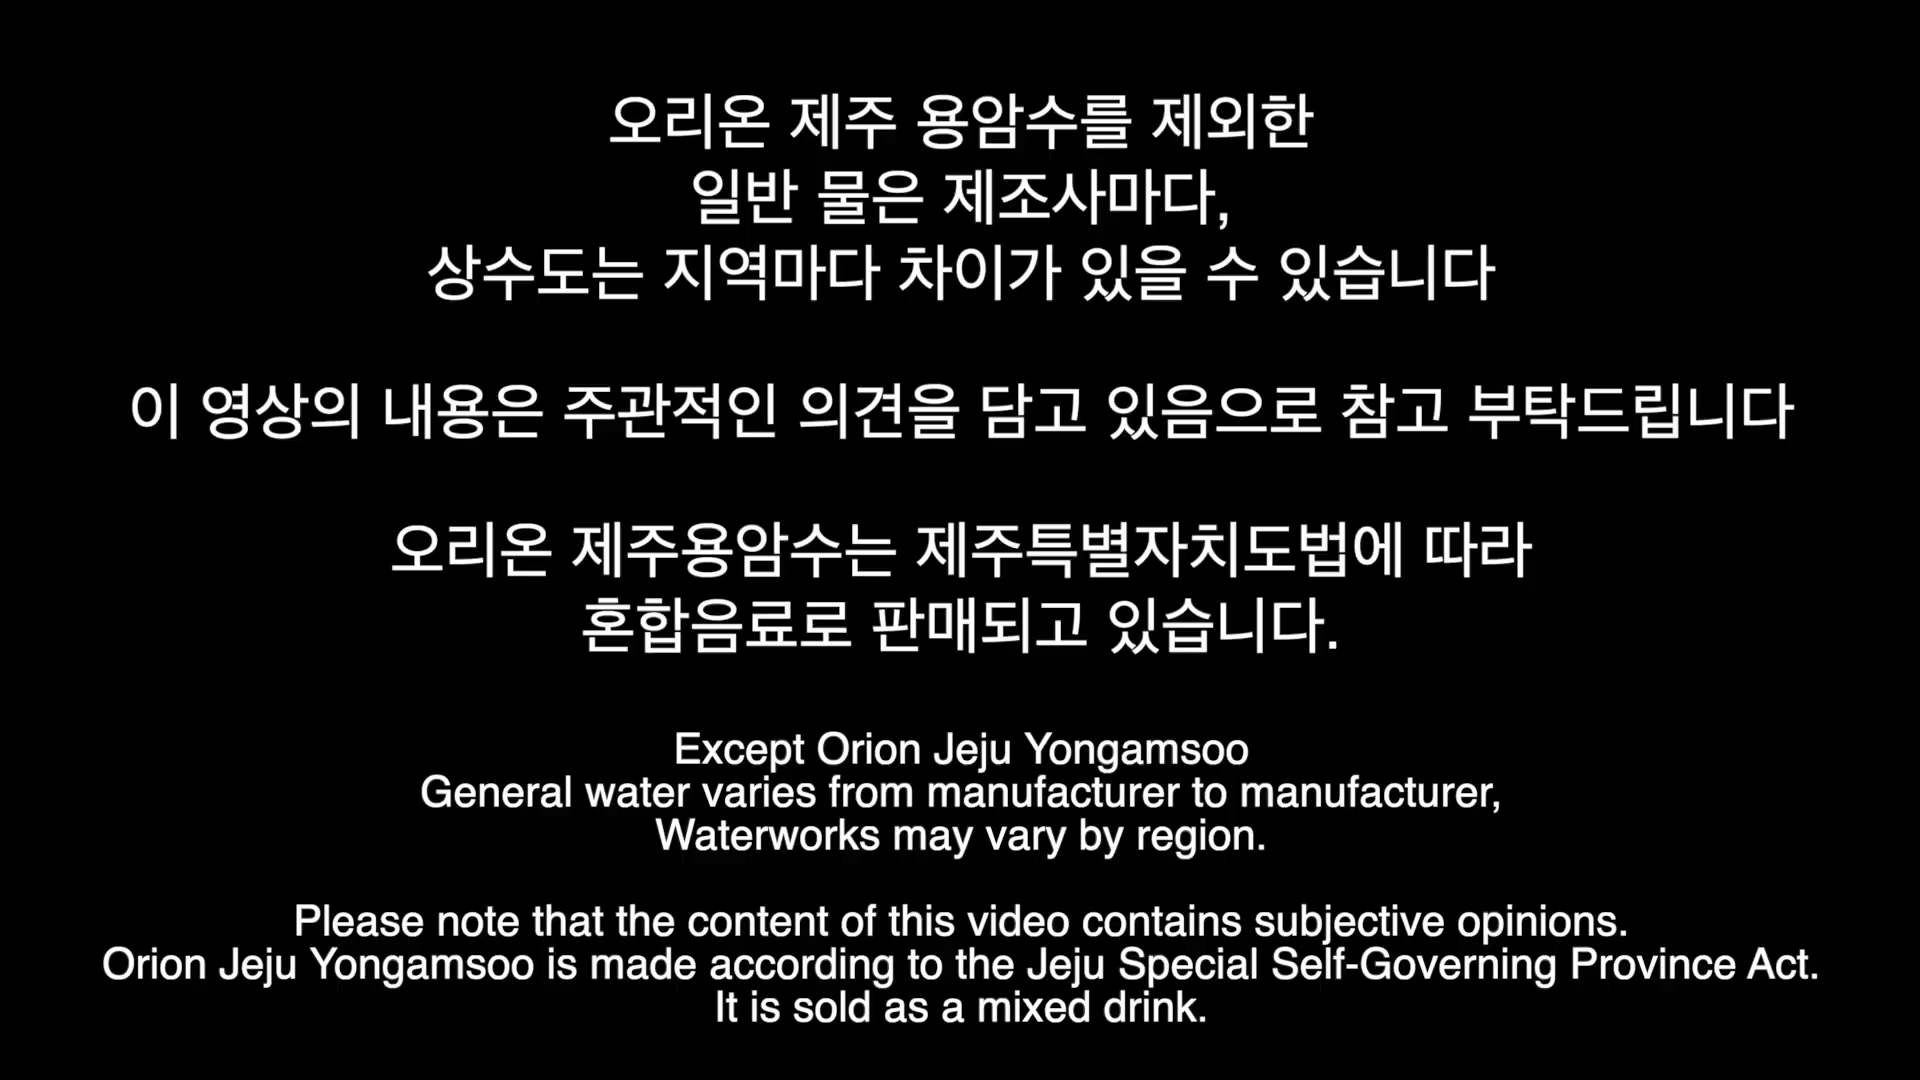 오리온 제주 용암수를 제외한
일반 물은 제조사마다,
상수도는 지역마다 차이가 있을 수 있습니다
이 영상의 내용은 주관적인 의견을 담고 있음으로 참고 부탁드립니다
오리온 제주용암수는 제주특별자치도법에 따라
혼합음료로 판매되고 있습니다.
Except Orion Jeju Yongamsoo
General water varies from manufacturer to manufacturer,
Waterworks may vary by region.
Please note that the content of this video contains subjective opinions.
Orion Jeju Yongamsoo is made according to the Jeju Special Self-Governing Province Act.
It is sold as a mixed drink.